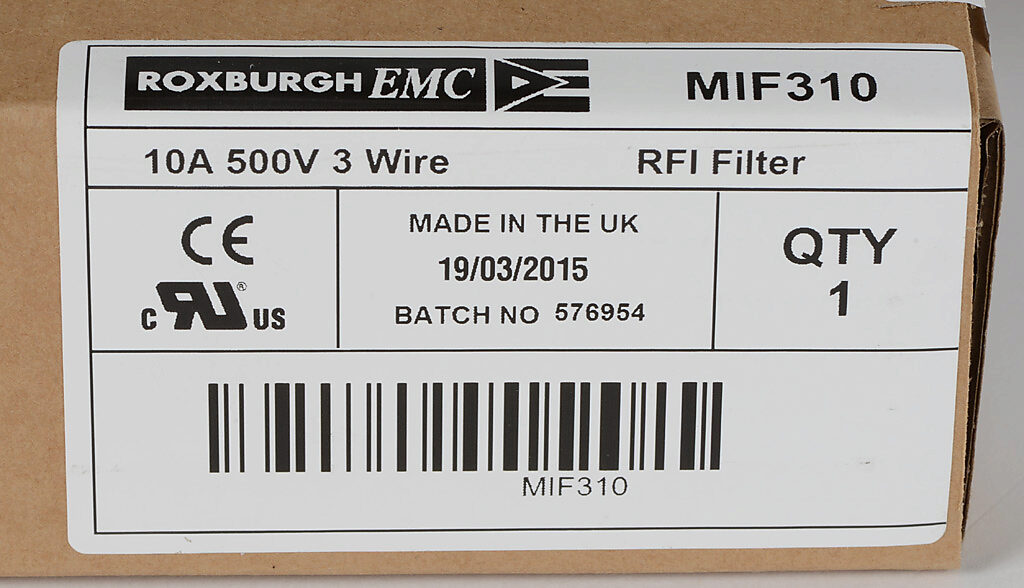 ROXBURGH EMC MIF310
10A 500V 3 Wire RFI Filter
CE
c RU ® US
MADE IN THE UK
19/03/2015
BATCH NO 576954
QTY
1
MIF310